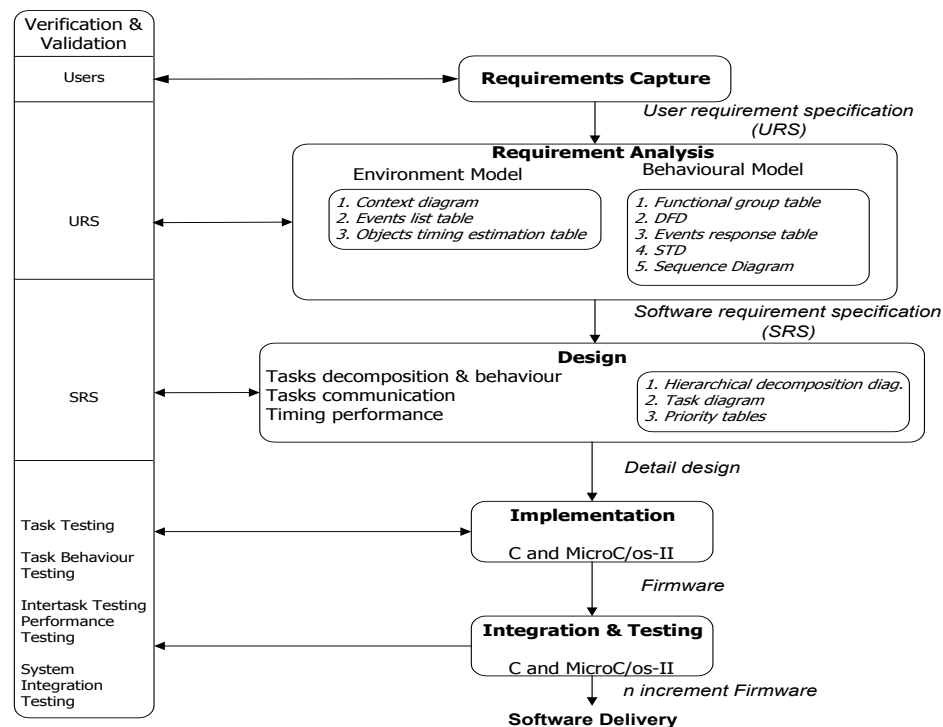 Verification &
Validation
Users
URS
SRS
Task Testing
Task Behaviour
Testing
Intertask Testing
Performance
Testing
System
Integration
Testing
Requirements Capture
User requirement specification
(URS)
Requirement Analysis
Environment Model
1. Context diagram
2. Events list table
3. Objects timing estimation table
Behavioural Model
1. Functional group table
2. DFD
3. Events response table
4. STD
5. Sequence Diagram
Software requirement specification
(SRS)
Design
Tasks decomposition & behaviour
Tasks communication
Timing performance
1. Hierarchical decomposition diag.
2. Task diagram
3. Priority tables
Detail design
Implementation
C and MicroC/os-II
Firmware
Integration & Testing
C and MicroC/os-II
n increment Firmware
Software Delivery